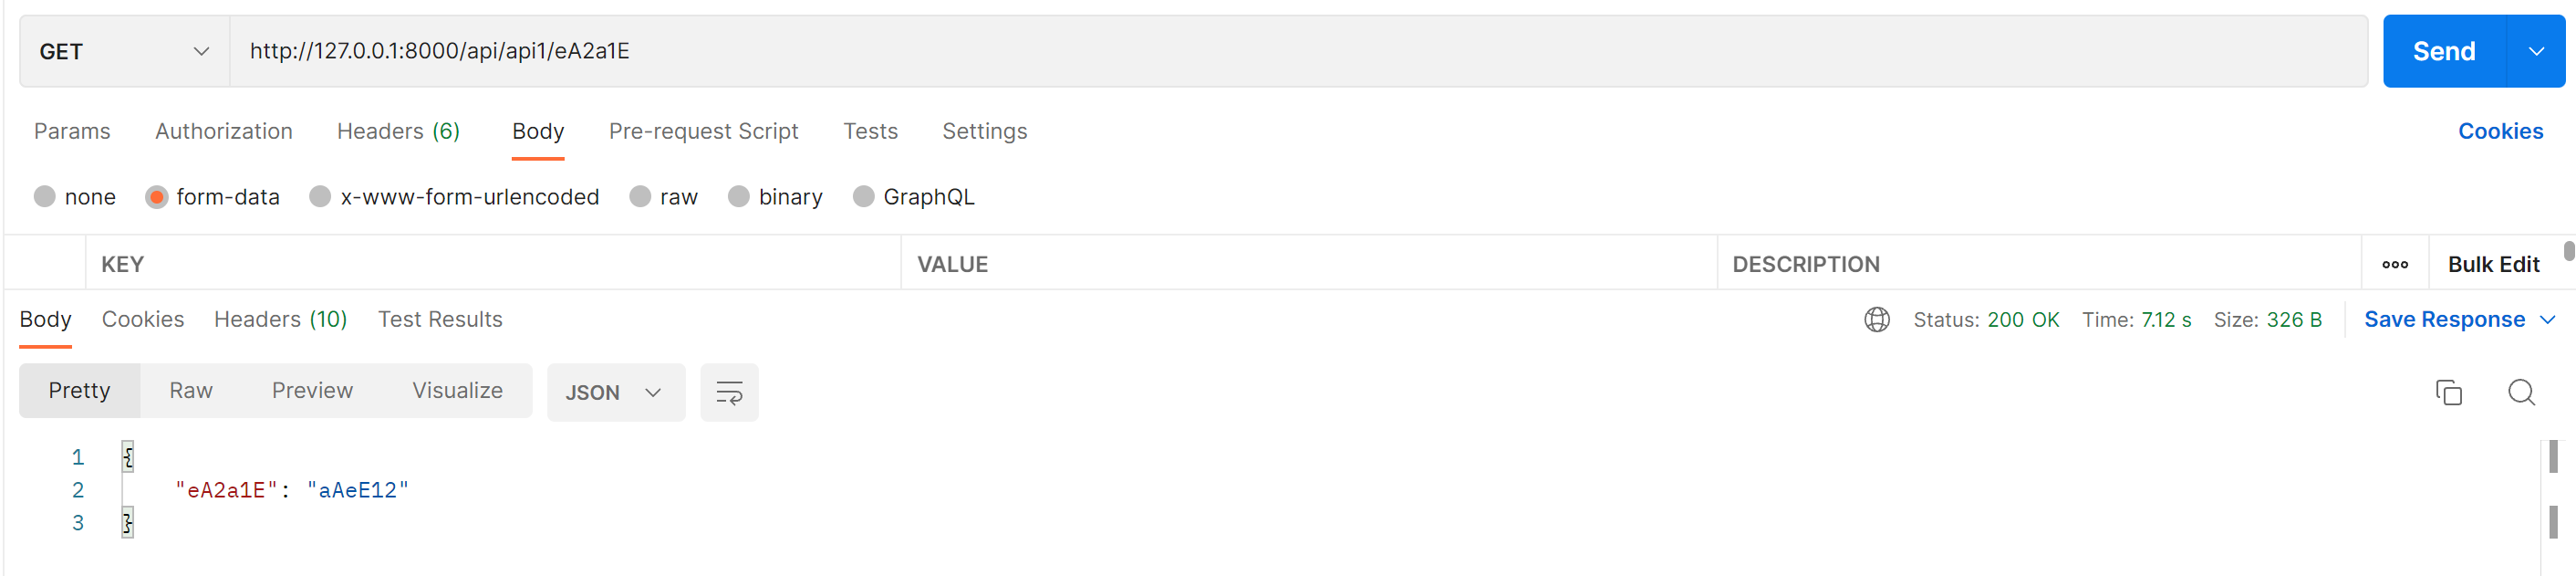 GET http://127.0.0.1:8000/api/api1/eA2a1E Send
Params Authorization Headers (6) Body Pre-request Script Tests Settings Cookies
none form-data x-www-form-urlencoded raw binary GraphQL
KEY VALUE DESCRIPTION ooo Bulk Edit
Body Cookies Headers (10) Test Results Status: 200 OK Time: 7.12 s Size: 326 B Save Response
Pretty Raw Preview Visualize JSON
1 {
2 "eA2a1E": "aAeE12"
3 }